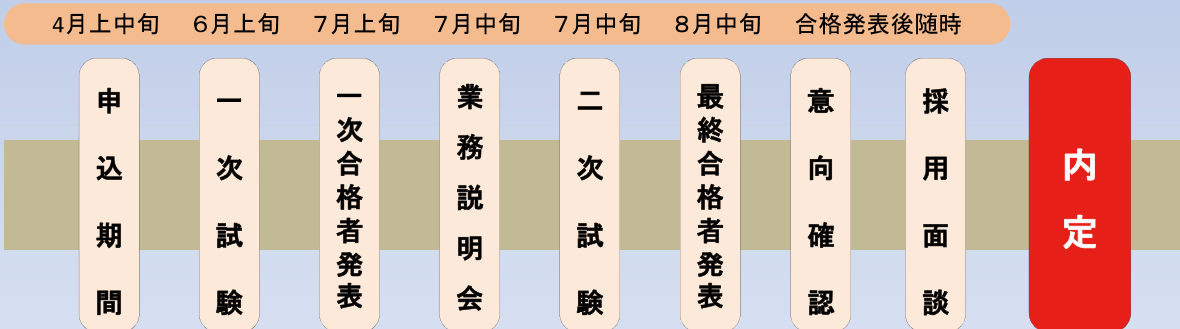 4月上中旬 6月上旬 7月上旬 7月中旬 7月中旬 8月中旬 合格発表後随時
申込期間
一次試験
一次合格者発表
業務説明会
二次試験
最終合格者発表
意向確認
採用面談
内定